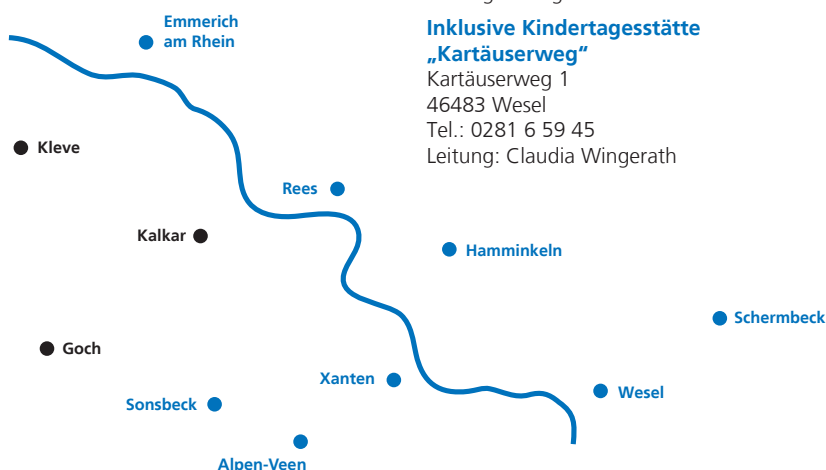 Emmerich
am Rhein
Inklusive Kindertagesstätte
„Kartäuserweg“
Kartäuserweg 1
46483 Wesel
Tel.: 0281 6 59 45
Leitung: Claudia Wingerath
Kleve
Rees
Kalkar
Hamminkeln
Schermbeck
Goch
Xanten
Wesel
Sonsbeck
Alpen-Veen